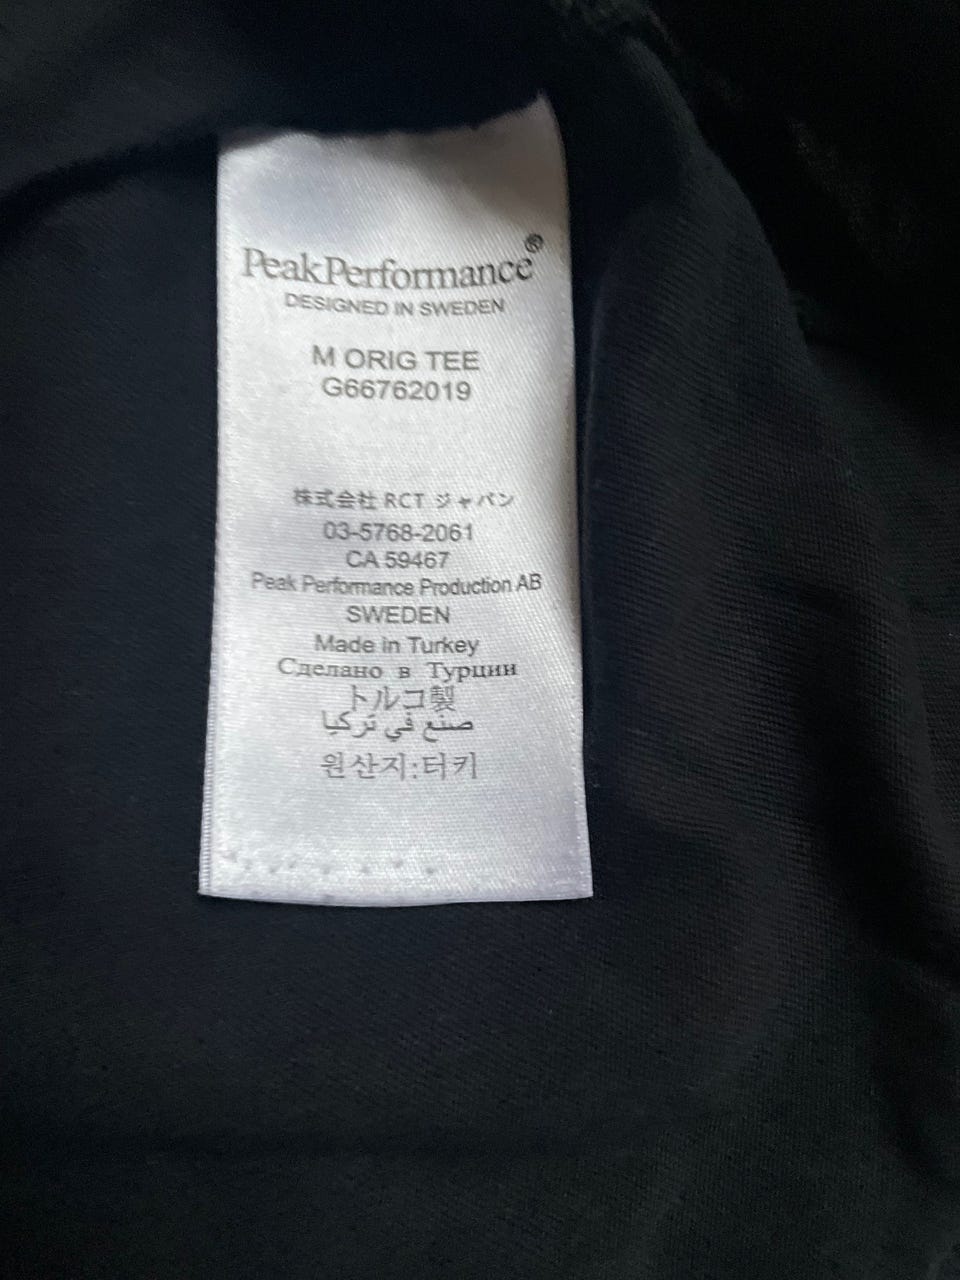 PeakPerformance®
DESIGNED IN SWEDEN
M ORIG TEE
G66762019
株式会社 RCT ジャパン
03-5768-2061
CA 59467
Peak Performance Production AB
SWEDEN
Made in Turkey
Сделано в Турции
トルコ製
صنع في تركيا
원산지:터키